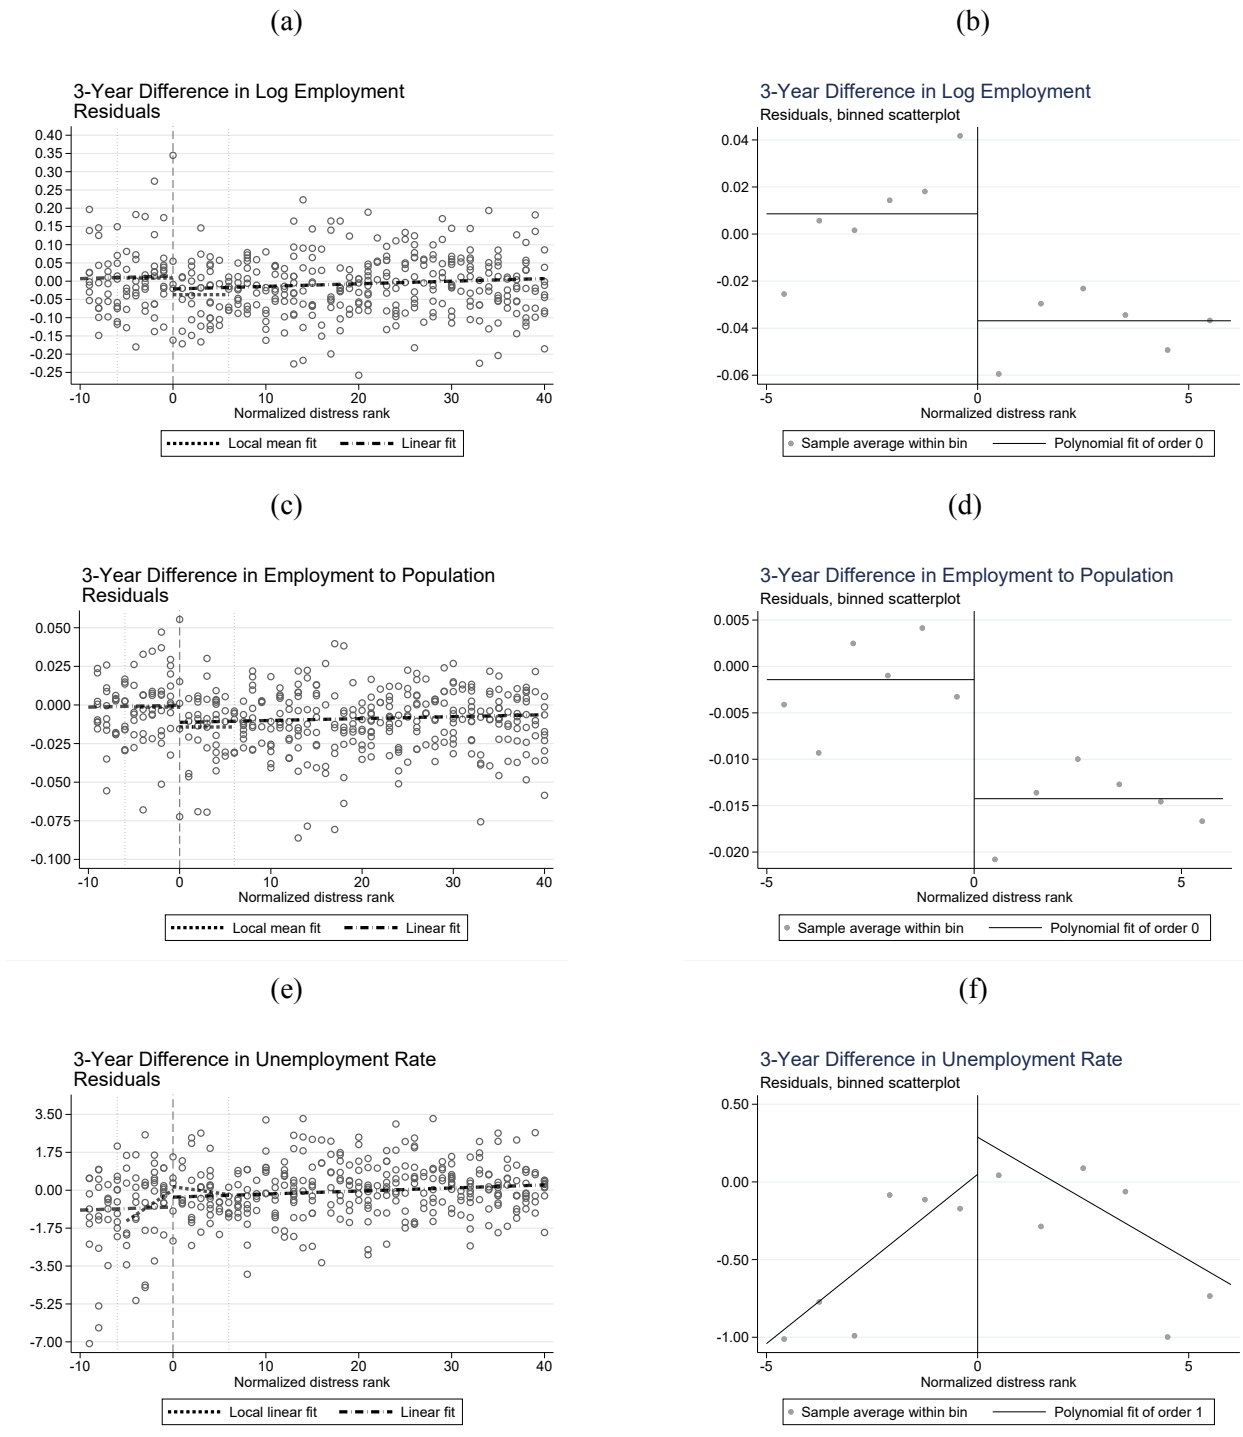 (a)
3-Year Difference in Log Employment
Residuals
0.40
0.35
0.30
0.25
0.20
0.15
0.10
0.05
0.00
-0.05
-0.10
-0.15
-0.20
-0.25
-10 0 10 20 30 40
Normalized distress rank
Local mean fit Linear fit
(b)
3-Year Difference in Log Employment
Residuals, binned scatterplot
0.04
0.02
0.00
-0.02
-0.04
-0.06
-5 0 5
Normalized distress rank
Sample average within bin Polynomial fit of order 0
(c)
3-Year Difference in Employment to Population
Residuals
0.050
0.025
0.000
-0.025
-0.050
-0.075
-0.100
-10 0 10 20 30 40
Normalized distress rank
Local mean fit Linear fit
(d)
3-Year Difference in Employment to Population
Residuals, binned scatterplot
0.005
0.000
-0.005
-0.010
-0.015
-0.020
-5 0 5
Normalized distress rank
Sample average within bin Polynomial fit of order 0
(e)
3-Year Difference in Unemployment Rate
Residuals
3.50
1.75
0.00
-1.75
-3.50
-5.25
-7.00
-10 0 10 20 30 40
Normalized distress rank
Local linear fit Linear fit
(f)
3-Year Difference in Unemployment Rate
Residuals, binned scatterplot
0.50
0.00
-0.50
-1.00
-5 0 5
Normalized distress rank
Sample average within bin Polynomial fit of order 1